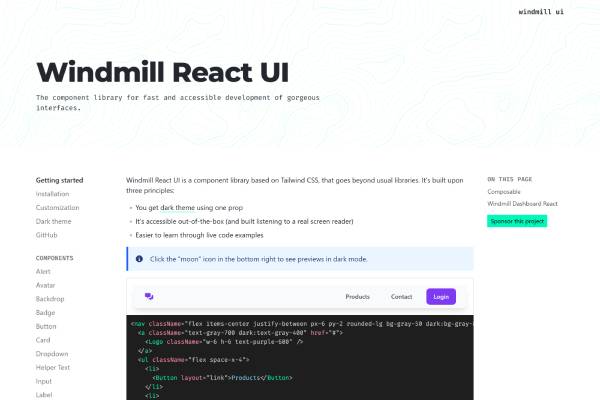 windmill ui
Windmill React UI
The component library for fast and accessible development of gorgeous
interfaces.
Getting started
Installation
Customization
Dark theme
GitHub
COMPONENTS
Alert
Avatar
Backdrop
Badge
Button
Card
Dropdown
Helper Text
Input
Label
Windmill React UI is a component library based on Tailwind CSS, that goes beyond usual libraries. It's built upon
three principles:
You get dark theme using one prop
It's accessible out-of-the-box (and built listening to a real screen reader)
Easier to learn through live code examples
Click the "moon" icon in the bottom right to see previews in dark mode.
Products Contact Login
<nav className="flex items-center justify-between px-6 py-2 rounded-lg bg-gray-50 dark:bg-gray-
<a className="text-gray-700 dark:text-gray-400" href="#">
<Logo className="w-6 h-6 text-purple-600" />
</a>
<ul className="flex space-x-4">
<li>
<Button layout="link">Products</Button>
</li>
<li>
ON THIS PAGE
Composable
Windmill Dashboard React
Sponsor this project